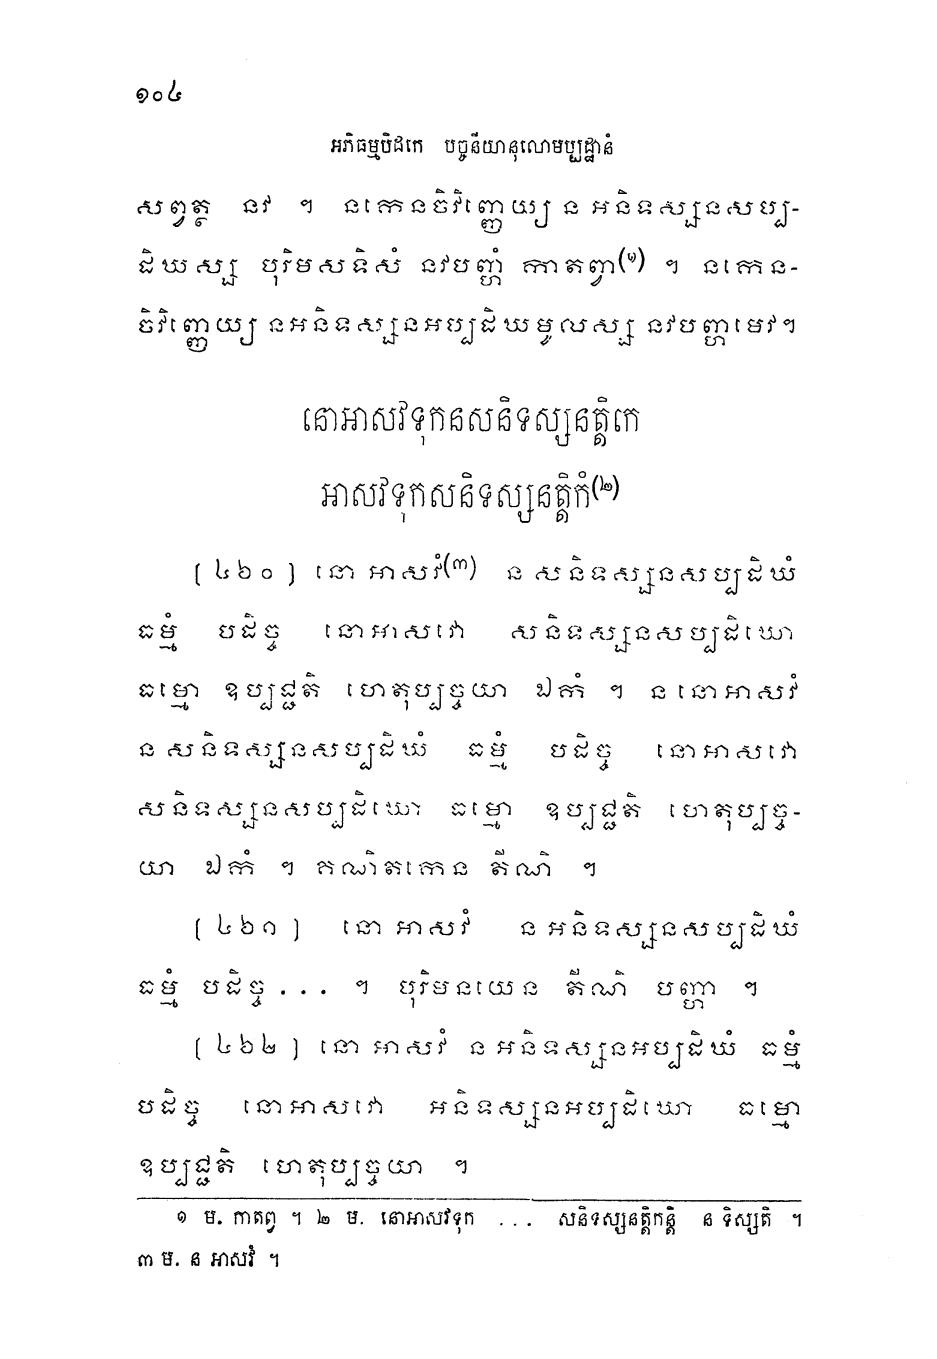 ១០៤
អភិធម្មបិដកេ បច្ចនីយានុលោមប្បដ្ឋានំ
សព្វត្ថ នវ ។ នកេនចិវិញ្ញេយ្យ ន អនិទស្សនសប្ប-
ដិឃស្ស បុរិមសទិសំ នវបញ្ហំ កាតព្វា(១) ។ នកេន-
ចិវិញ្ញេយ្យ នអនិទស្សនអប្បដិឃមូលស្ស នវបញ្ហាមេវ។
នោអាសវទុកនសនិទស្សនត្តិកេ
អាសវទុកសនិទស្សនត្តិកំ(២)
[ ៤៦០ ] នោ អាសវំ(៣) ន សនិទស្សនសប្បដិឃំ
ធម្មំ បដិច្ច នោអាសវោ សនិទស្សនសប្បដិឃោ
ធម្មោ ឧប្បជ្ជតិ ហេតុប្បច្ចយា ឯកំ ។ ន នោអាសវំ
ន សនិទស្សនសប្បដិឃំ ធម្មំ បដិច្ច នោអាសវោ
សនិទស្សនសប្បដិឃោ ធម្មោ ឧប្បជ្ជតិ ហេតុប្បច្ច-
យា ឯកំ ។ គណិតកេន តីណិ ។
[ ៤៦១ ] នោ អាសវំ ន អនិទស្សនសប្បដិឃំ
ធម្មំ បដិច្ច . . . ។ បុរិមនយេន តីណិ បញ្ហា ។
[ ៤៦២ ] នោ អាសវំ ន អនិទស្សនអប្បដិឃំ ធម្មំ
បដិច្ច នោអាសវោ អនិទស្សនអប្បដិឃោ ធម្មោ
ឧប្បជ្ជតិ ហេតុប្បច្ចយា ។
១ ម. កាតព្វ ។ ២ ម. នោអាសវទុក . . . សនិទស្សនត្តិកន្តិ ន ទិស្សតិ ។
៣ ម. ន អាសវំ ។